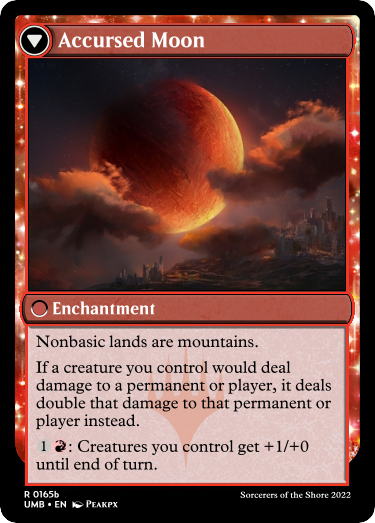 Accursed Moon
Enchantment
Nonbasic lands are mountains.
If a creature you control would deal
damage to a permanent or player, it deals
double that damage to that permanent or
player instead.
1 R: Creatures you control get +1/+0
until end of turn.
R 0165b
UMB • EN Peakpx
Sorcerers of the Shore 2022